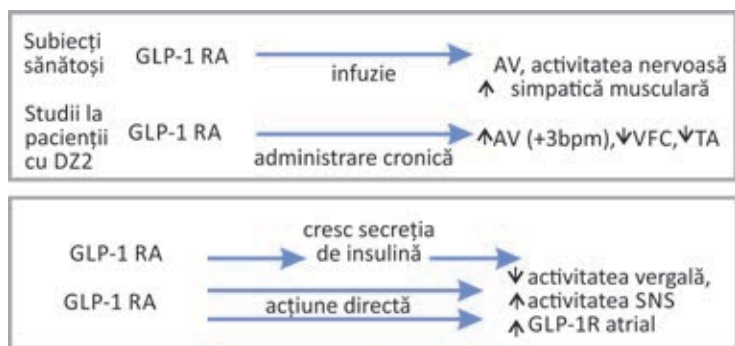 Subiecți
sănătoși
GLP-1 RA
infuzie
AV, activitatea nervoasă
↑ simpatică musculară
Studii la
pacienții
cu DZ2
GLP-1 RA
administrare cronică
↑AV (+3bpm),↓VFC,↓TA
GLP-1 RA
cresc secreția
de insulină
GLP-1 RA
acțiune directă
↓ activitatea vergală,
↑ activitatea SNS
↑ GLP-1R atrial